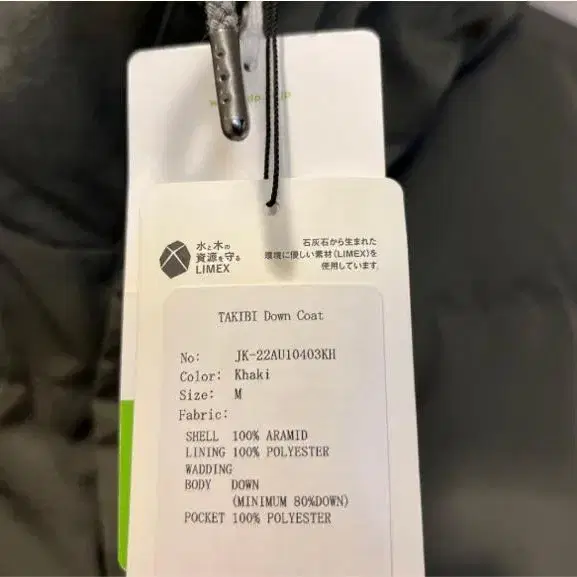 水と木の
資源を守る
LIMEX
石灰石から生まれた
環境に優しい素材(LIMEX)を
使用しています。
TAKIBI Down Coat
No: JK-22AU10403KH
Color: Khaki
Size: M
Fabric:
SHELL 100% ARAMID
LINING 100% POLYESTER
WADDING
BODY DOWN
(MINIMUM 80%DOWN)
POCKET 100% POLYESTER